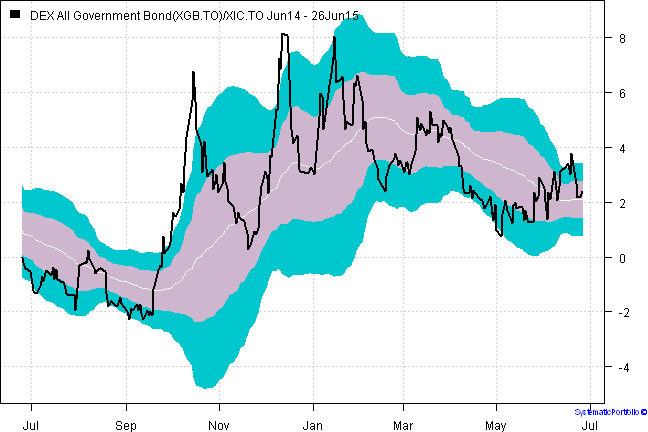 DEX All Government Bond(XGB.TO)/XIC.TO Jun14 - 26Jun15
8
6
4
2
0
-2
-4
Jul Sep Nov Jan Mar May Jul
SystematicPortfolio ©